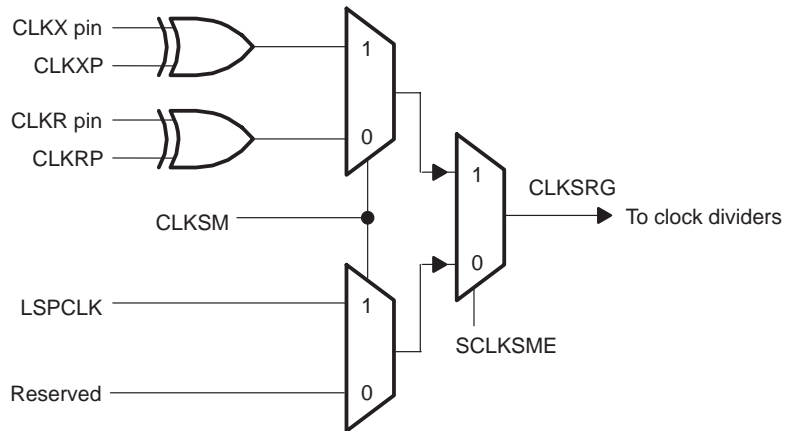 CLKX pin
CLKXP
1
CLKR pin
CLKRP
0
1
CLKSRG
To clock dividers
CLKSM
0
LSPCLK
1
SCLKSME
Reserved
0